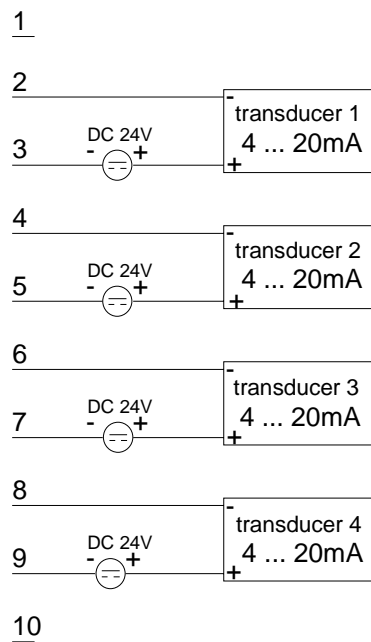 1
2
-
transducer 1
DC 24V
4 ... 20mA
3
- +
+
4
-
transducer 2
DC 24V
4 ... 20mA
5
- +
+
6
-
transducer 3
DC 24V
4 ... 20mA
7
- +
+
8
-
transducer 4
DC 24V
4 ... 20mA
9
- +
+
10